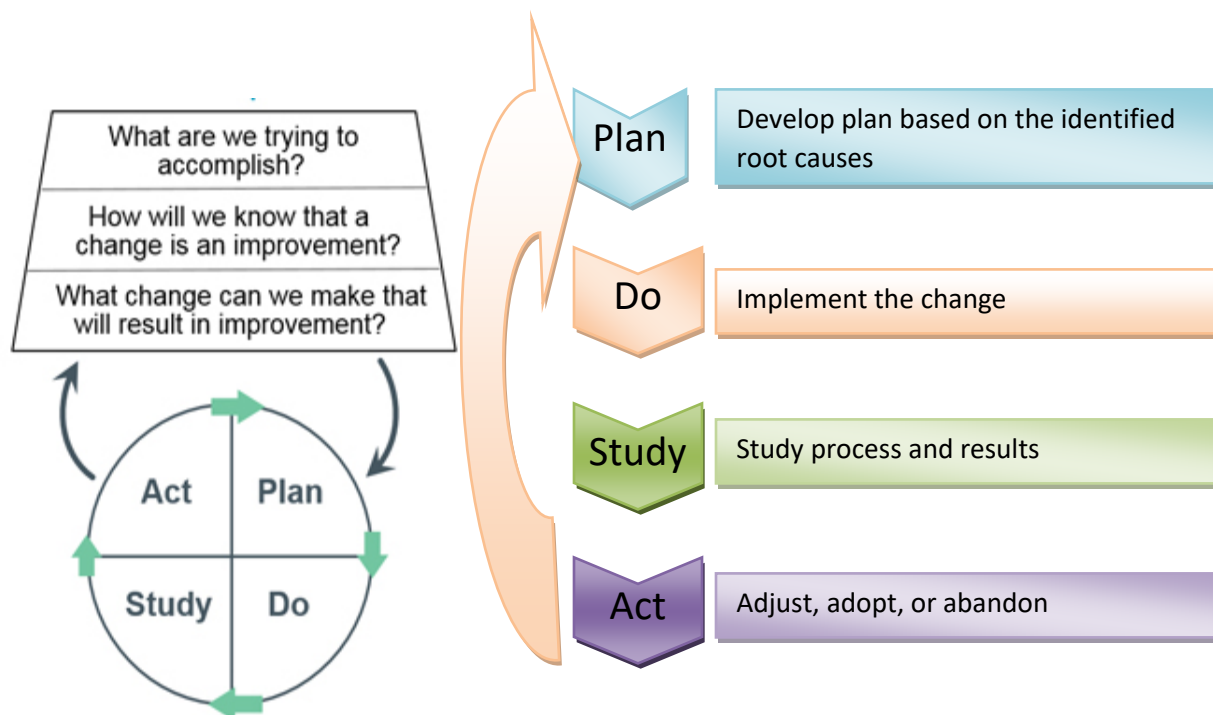 What are we trying to
accomplish?
How will we know that a
change is an improvement?
What change can we make that
will result in improvement?
Act
Plan
Study
Do
Plan
Develop plan based on the identified
root causes
Do
Implement the change
Study
Study process and results
Act
Adjust, adopt, or abandon